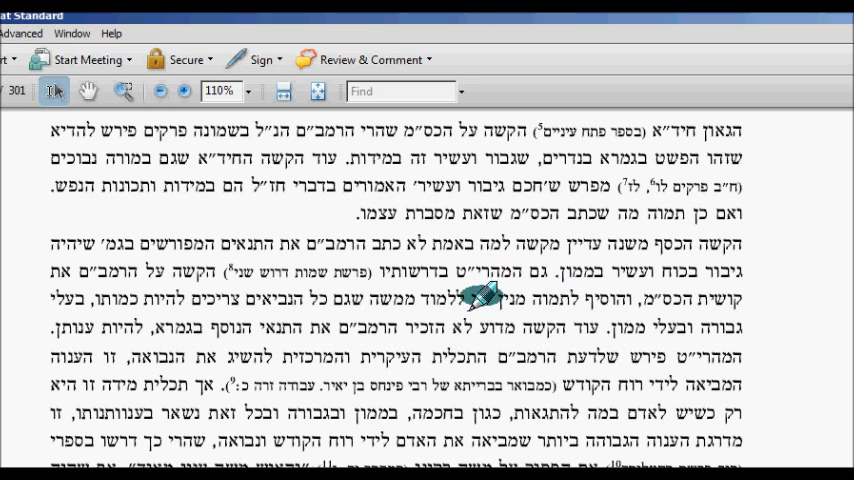 at Standard
Advanced Window Help
rt Start Meeting Secure Sign Review & Comment
/ 301 110% Find
הגאון חיד״א (בספר פתח עיניים5) הקשה על הכס״מ שהרי הרמב״ם הנ״ל בשמונה פרקים פירש להדיא
שזהו הפשט בגמרא בנדרים, שגבור ועשיר זה במידות. עוד הקשה החיד״א שגם במורה נבוכים
(ח״ב פרקים לו6, לז7) מפרש ש׳חכם גיבור ועשיר׳ האמורים בדברי חז״ל הם במידות ותכונות הנפש.
ואם כן תמוה מה שכתב הכס״מ שזאת מסברת עצמו.
הקשה הכסף משנה עדיין מקשה למה באמת לא כתב הרמב״ם את התנאים המפורשים בגמ׳ שיהיה
גיבור בכוח ועשיר בממון. גם המהרי״ט בדרשותיו (פרשת שמות דרוש שני8) הקשה על הרמב״ם את
קושית הכס״מ, והוסיף לתמוה מנין ללמוד ממשה שגם כל הנביאים צריכים להיות כמותו, בעלי
גבורה ובעלי ממון. עוד הקשה מדוע לא הזכיר הרמב״ם את התנאי הנוסף בגמרא, להיות ענותן.
המהרי״ט פירש שלדעת הרמב״ם התכלית העיקרית והמרכזית להשיג את הנבואה, זו הענוה
המביאה לידי רוח הקודש (כמבואר בברייתא של רבי פינחס בן יאיר. עבודה זרה כ:9). אך תכלית מידה זו היא
רק כשיש לאדם במה להתגאות, כגון בחכמה, בממון ובגבורה ובכל זאת נשאר בענוותנותו, זו
מדרגת הענוה הגבוהה ביותר שמביאה את האדם לידי רוח הקודש ונבואה, שהרי כך דרשו בספרי